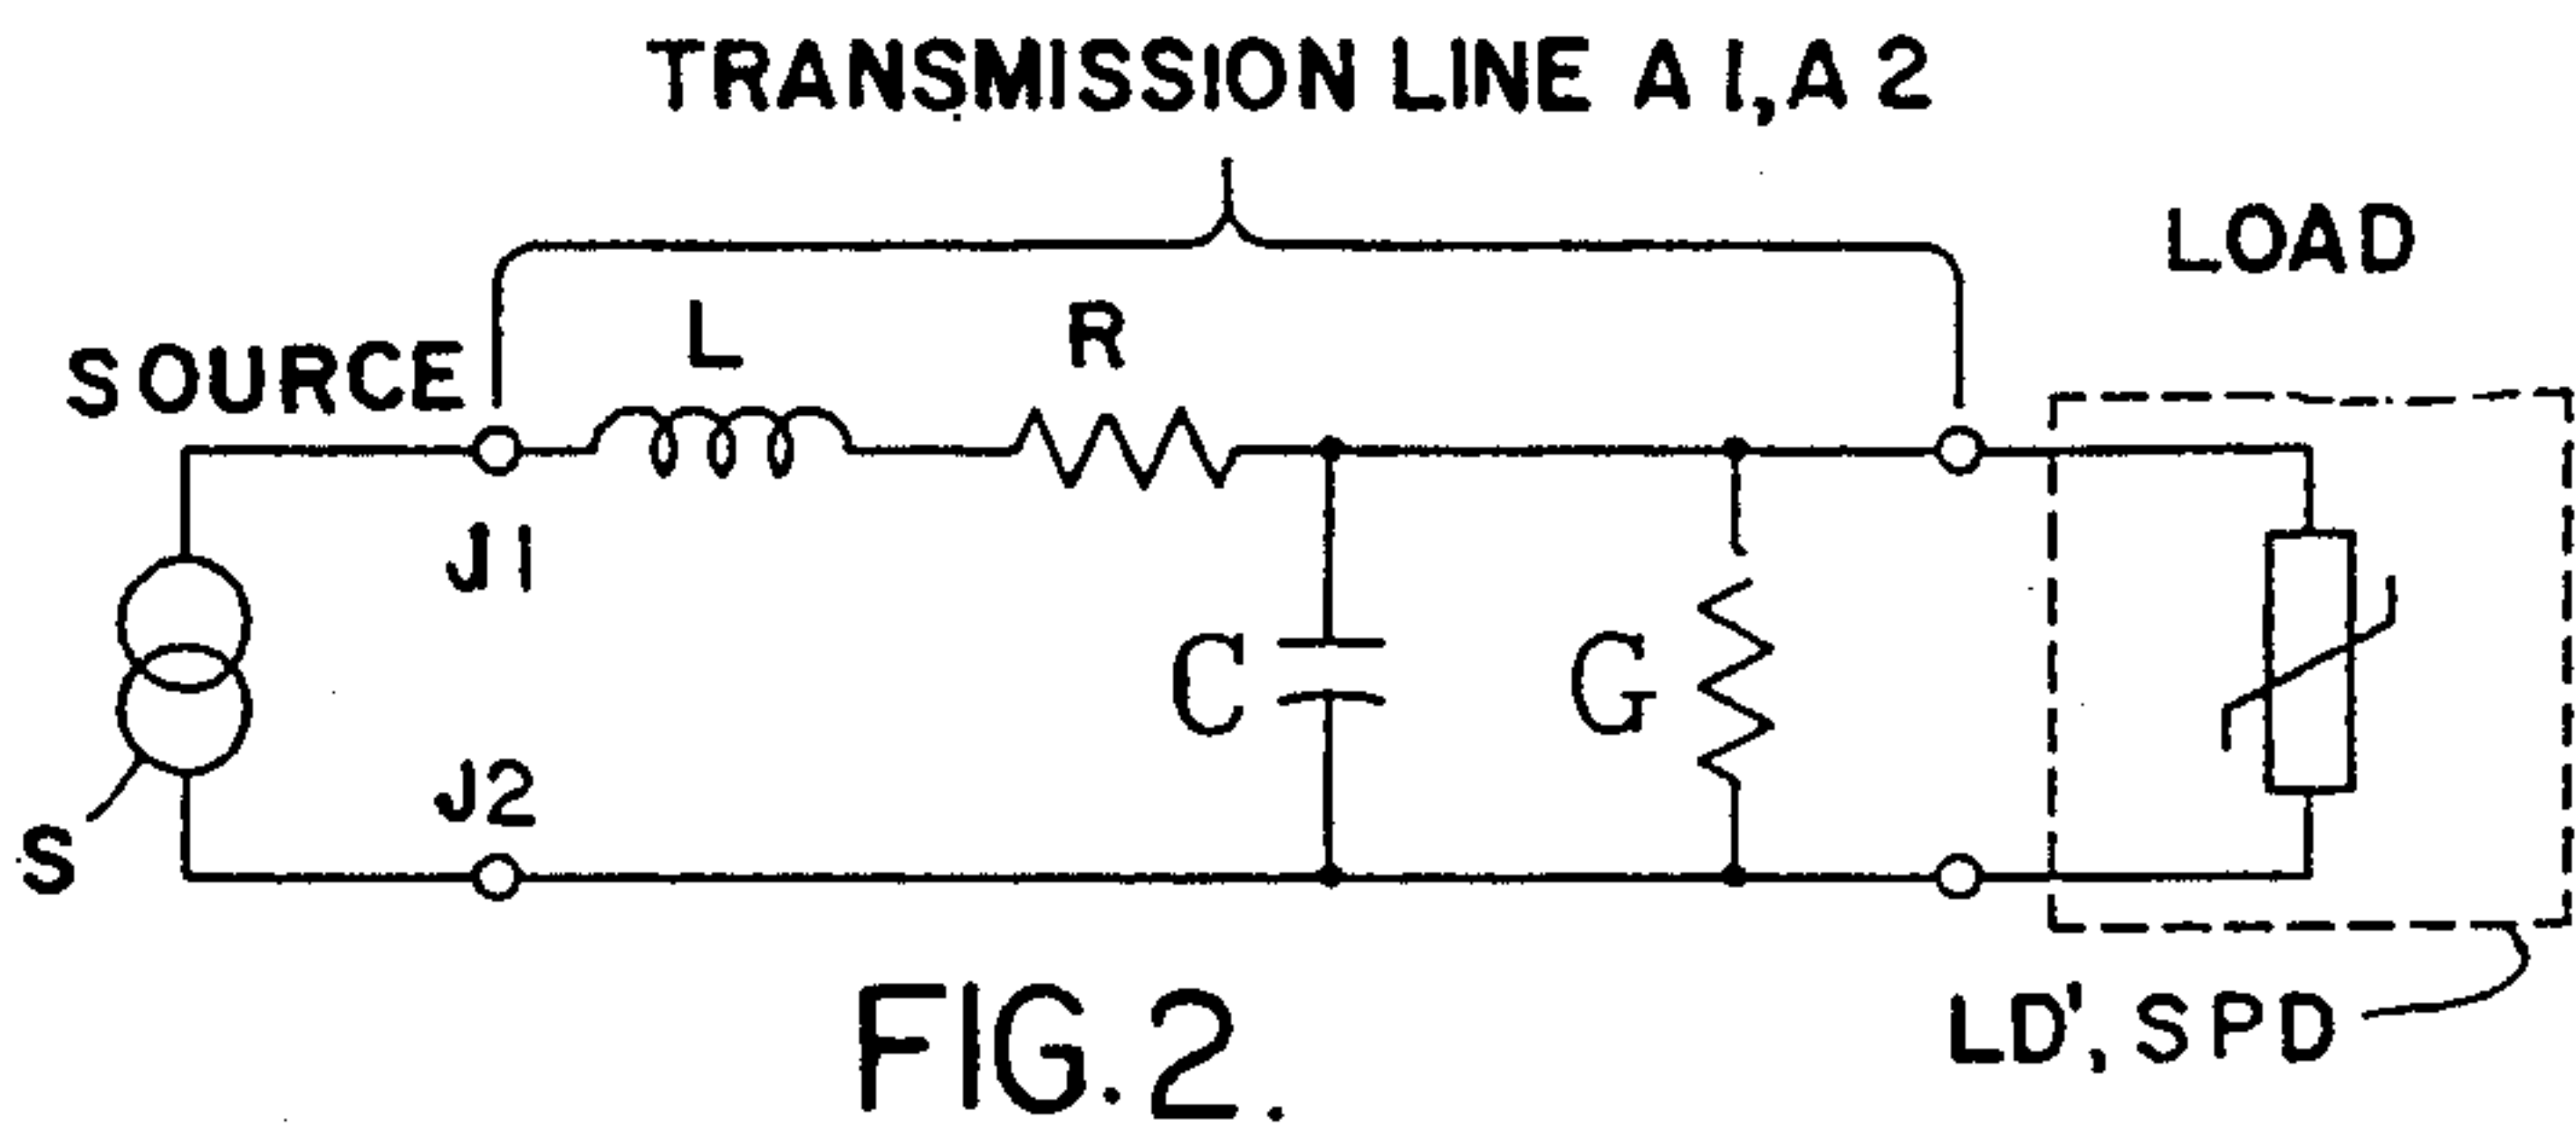 TRANSMISSION LINE A1, A2
LOAD
SOURCE
L
R
J1
C
G
J2
S
LD', SPD
FIG. 2.